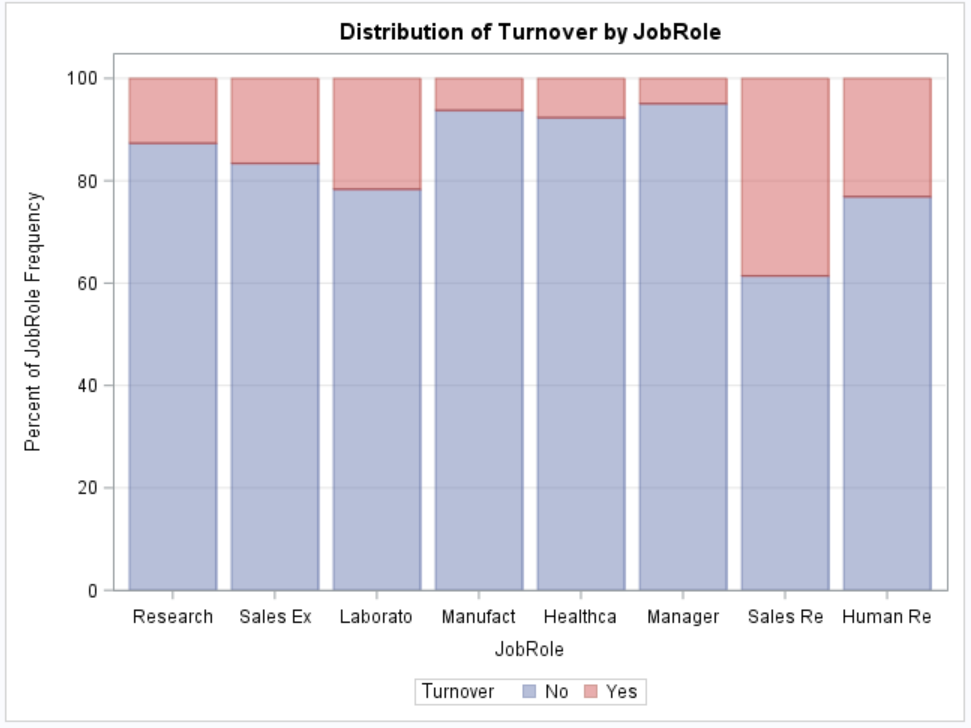 Distribution of Turnover by JobRole
Percent of JobRole Frequency
100
80
60
40
20
0
Research Sales Ex Laborato Manufact Healthca Manager Sales Re Human Re
JobRole
Turnover No Yes